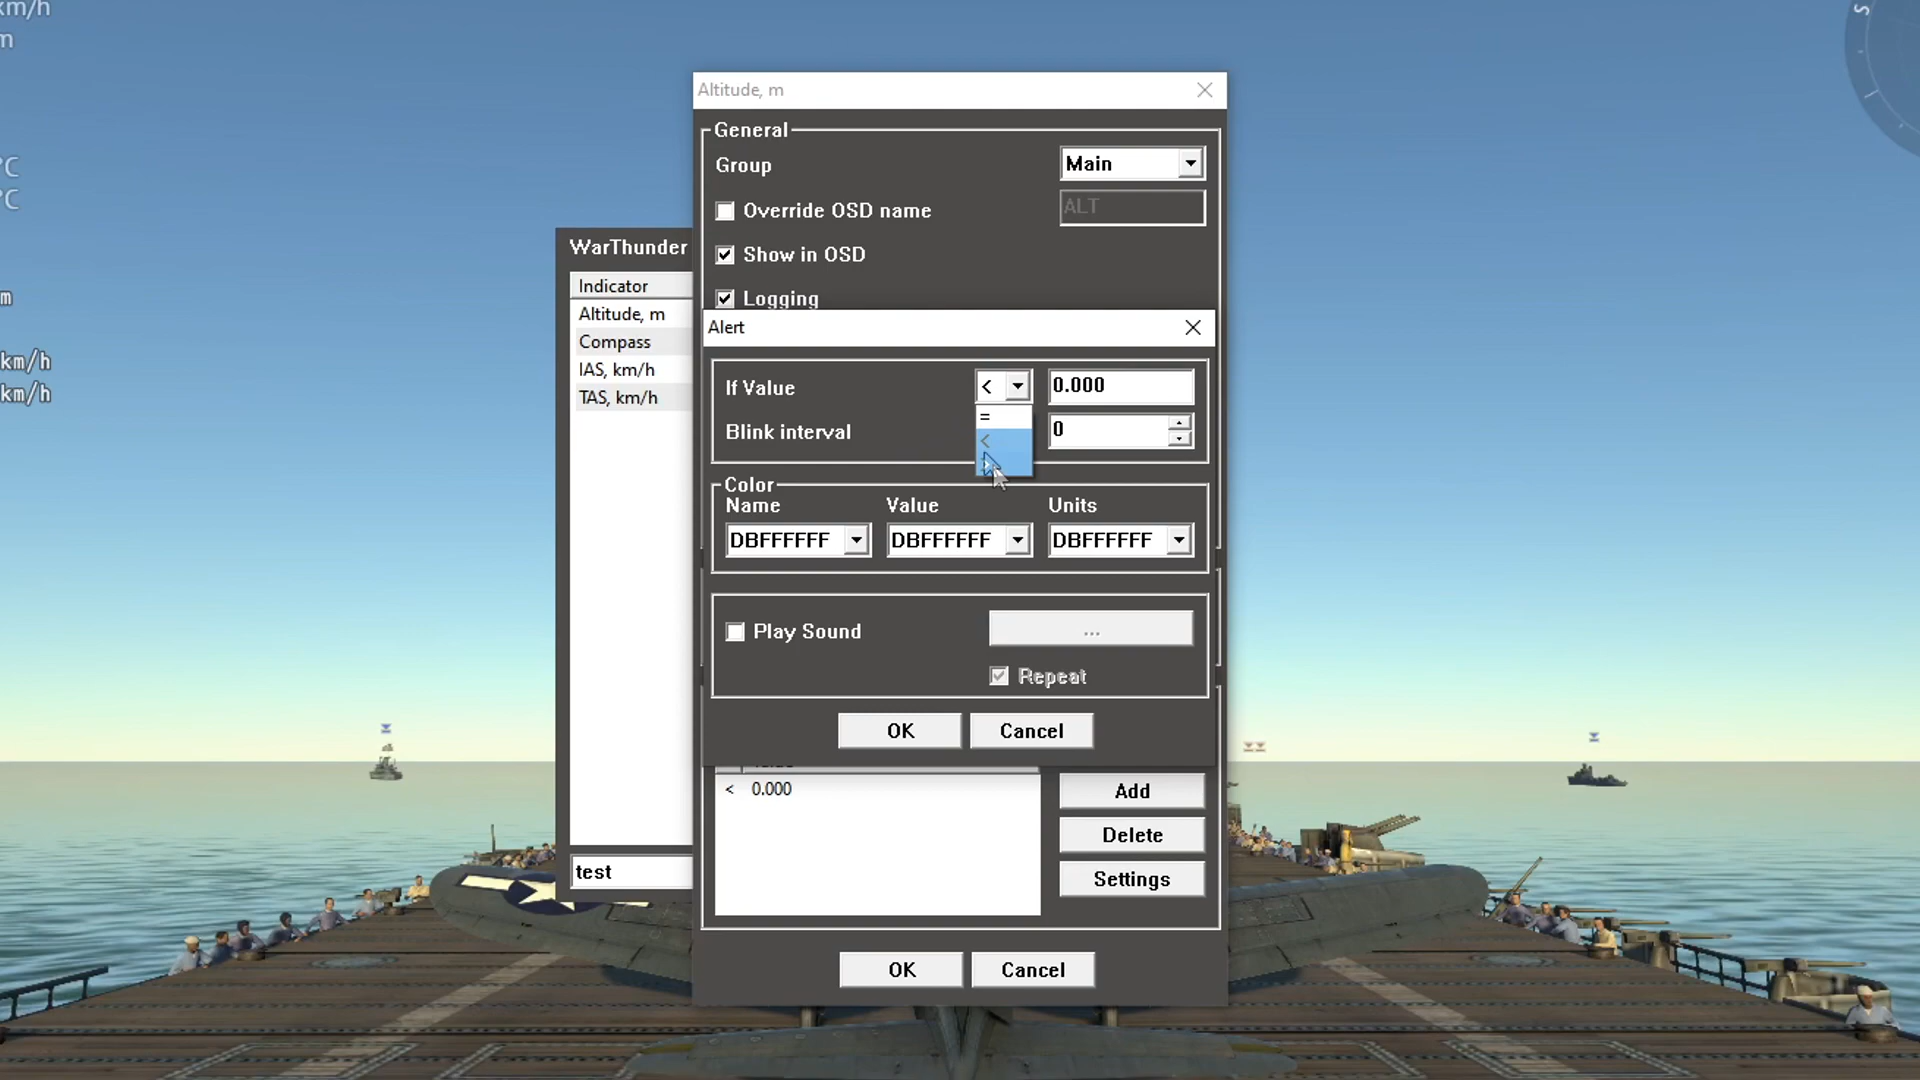 km/h
m
S
Altitude, m
General
Group
Main
°C
°C
Override OSD name
ALT
WarThunder
Show in OSD
Indicator
Logging
m
Altitude, m
Alert
Compass
km/h
IAS, km/h
If Value
<
0.000
km/h
TAS, km/h
=
Blink interval
0
<
Color
Name
Value
Units
DBFFFFFF
DBFFFFFF
DBFFFFFF
Play Sound
...
Repeat
OK
Cancel
< 0.000
Add
Delete
test
Settings
OK
Cancel